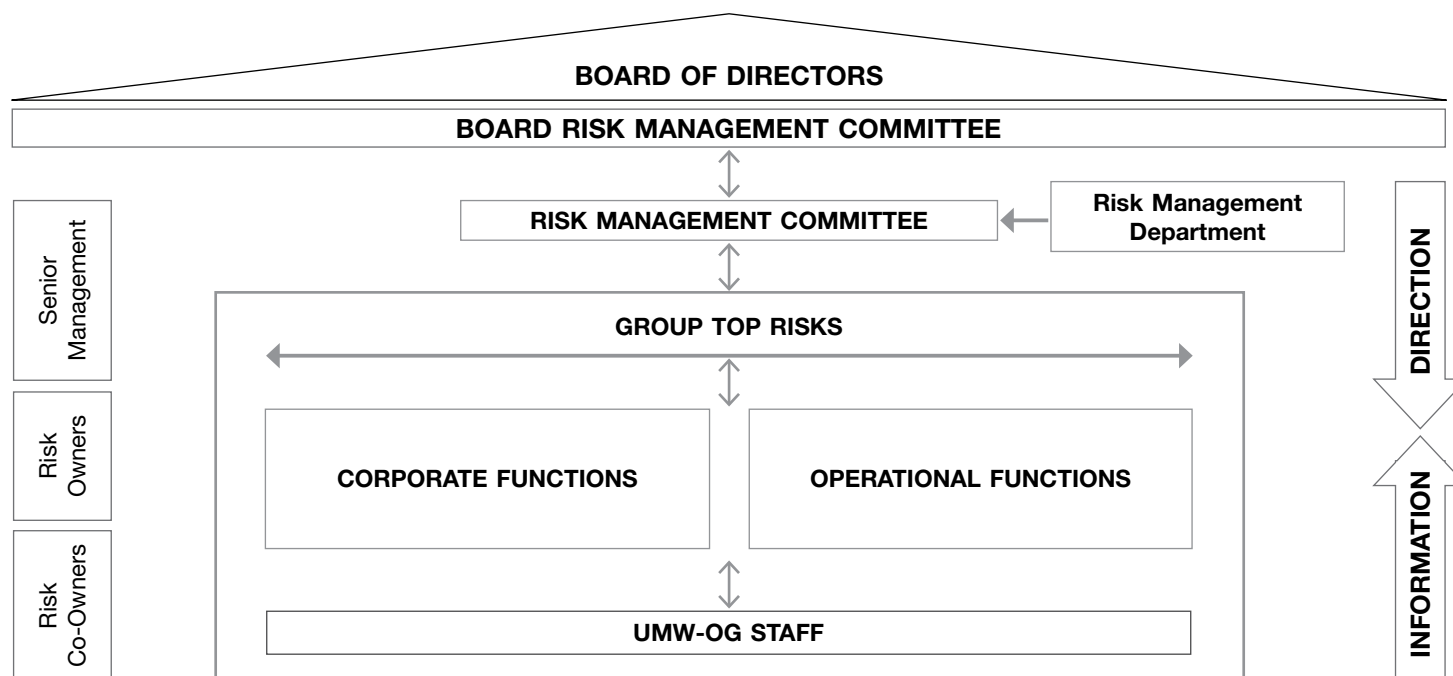 BOARD OF DIRECTORS
BOARD RISK MANAGEMENT COMMITTEE
Senior
Management
RISK MANAGEMENT COMMITTEE
Risk Management
Department
DIRECTION
GROUP TOP RISKS
Risk
Owners
CORPORATE FUNCTIONS
OPERATIONAL FUNCTIONS
INFORMATION
Risk
Co-Owners
UMW-OG STAFF